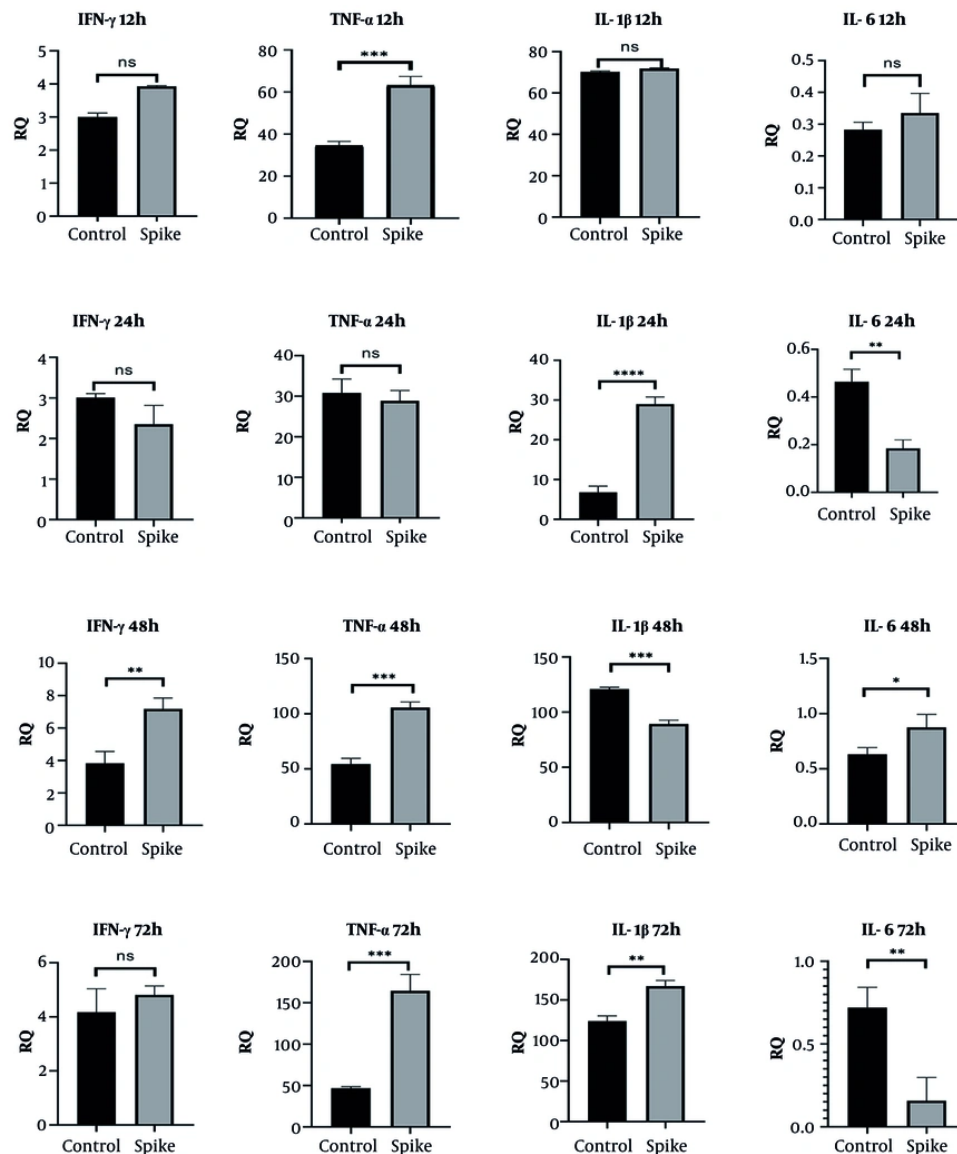 IFN-γ 12h
ns
5
4
3
2
1
0
RQ
Control Spike
TNF-α 12h
***
80
60
40
20
0
RQ
Control Spike
IL- 1β 12h
ns
80
60
40
20
0
RQ
Control Spike
IL- 6 12h
ns
0.5
0.4
0.3
0.2
0.1
0.0
RQ
Control Spike
IFN-γ 24h
ns
4
3
2
1
0
RQ
Control Spike
TNF-α 24h
ns
40
30
20
10
0
RQ
Control Spike
IL- 1β 24h
****
40
30
20
10
0
RQ
Control Spike
IL- 6 24h
**
0.6
0.4
0.2
0.0
RQ
Control Spike
IFN-γ 48h
**
10
8
6
4
2
0
RQ
Control Spike
TNF-α 48h
***
150
100
50
0
RQ
Control Spike
IL- 1β 48h
***
150
100
50
0
RQ
Control Spike
IL- 6 48h
*
1.5
1.0
0.5
0.0
RQ
Control Spike
IFN-γ 72h
ns
6
4
2
0
RQ
Control Spike
TNF-α 72h
***
200
150
100
50
0
RQ
Control Spike
IL- 1β 72h
**
200
150
100
50
0
RQ
Control Spike
IL- 6 72h
**
1.0
0.5
0.0
RQ
Control Spike